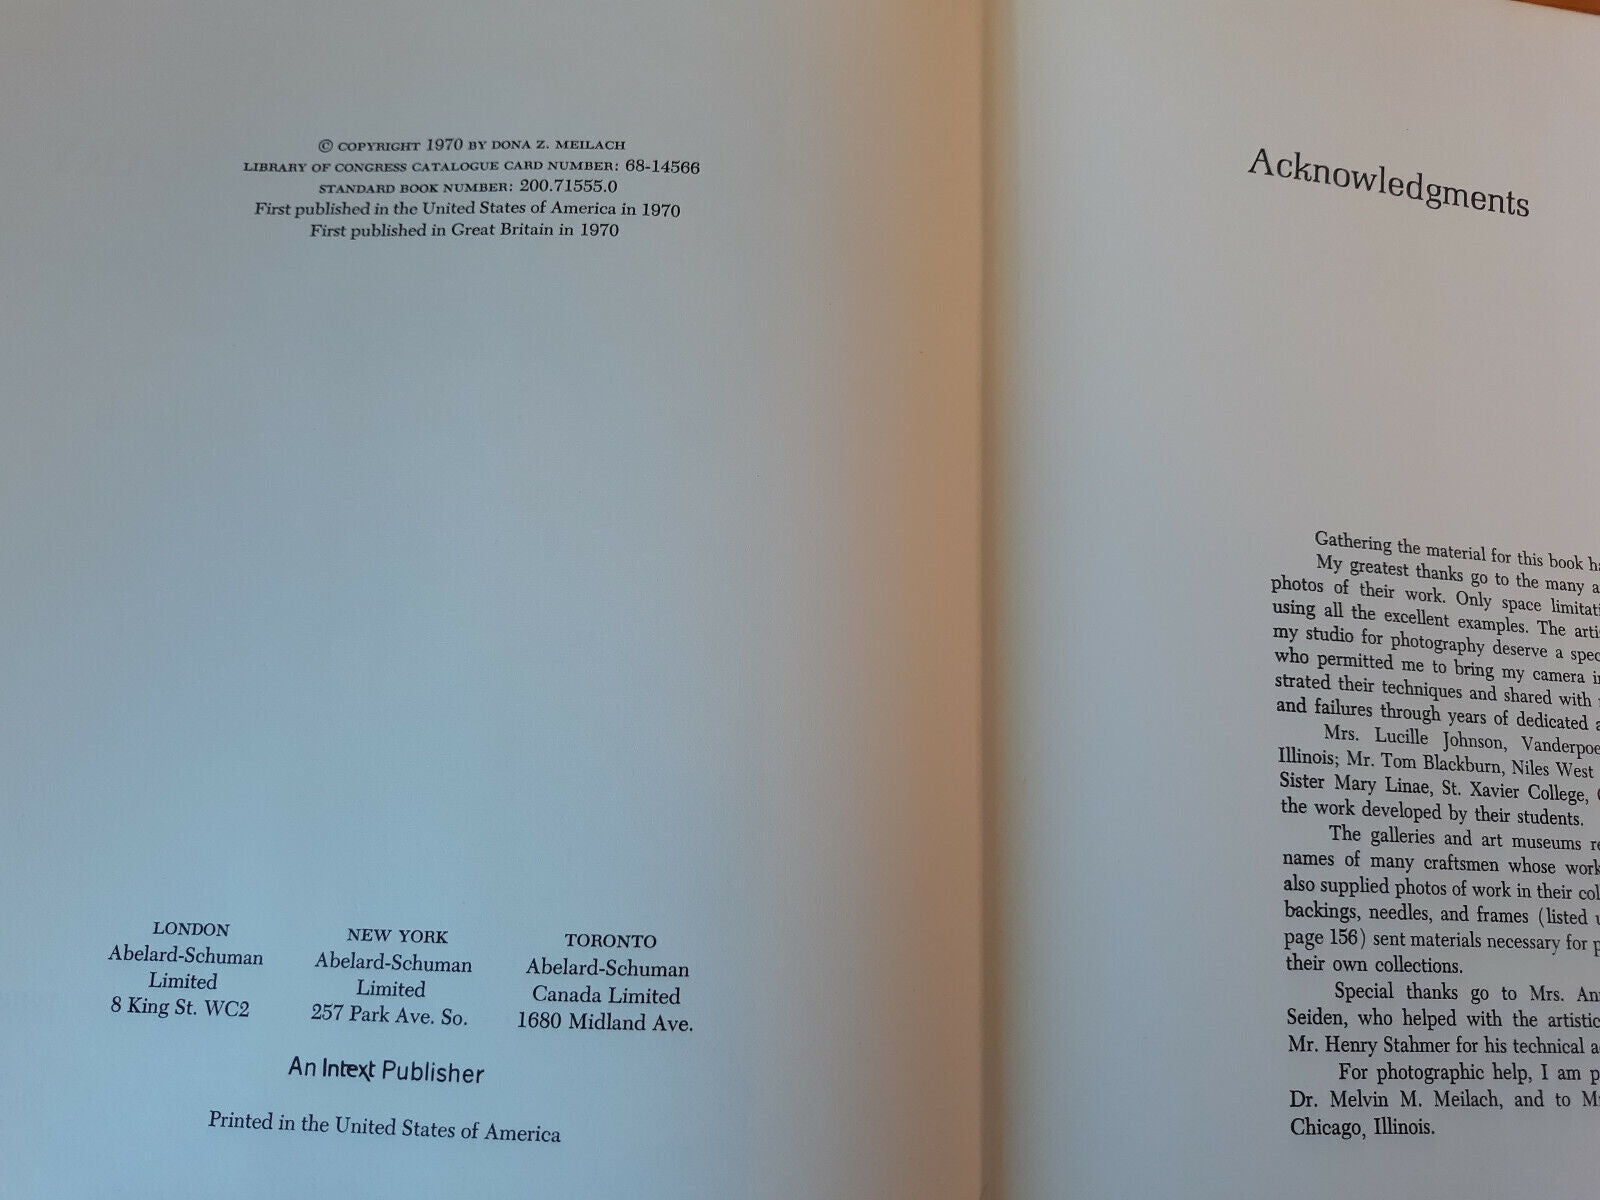 © COPYRIGHT 1970 BY DONA Z. MEILACH
LIBRARY OF CONGRESS CATALOGUE CARD NUMBER: 68-14566
STANDARD BOOK NUMBER: 200.71555.0
First published in the United States of America in 1970
First published in Great Britain in 1970
LONDON
Abelard-Schuman
Limited
8 King St. WC2
NEW YORK
Abelard-Schuman
Limited
257 Park Ave. So.
TORONTO
Abelard-Schuman
Canada Limited
1680 Midland Ave.
An Intext Publisher
Printed in the United States of America
Acknowledgments
Gathering the material for this book
My greatest thanks go to the many
photos of their work. Only space
using all the excellent examples. The
my studio for photography deserve a
who permitted me to bring my camera
strated their techniques and shared with
and failures through years of dedicated
Mrs. Lucille Johnson,
Illinois; Mr. Tom Blackburn, Niles West
Sister Mary Linae, St. Xavier College,
the work developed by their students.
The galleries and art museums
names of many craftsmen whose
also supplied photos of work in their
backings, needles, and frames (listed
page 156) sent materials necessary for
their own collections.
Special thanks go to Mrs.
Seiden, who helped with the
Mr. Henry Stahmer for his technical
For photographic help, I am
Dr. Melvin M. Meilach, and to
Chicago, Illinois.